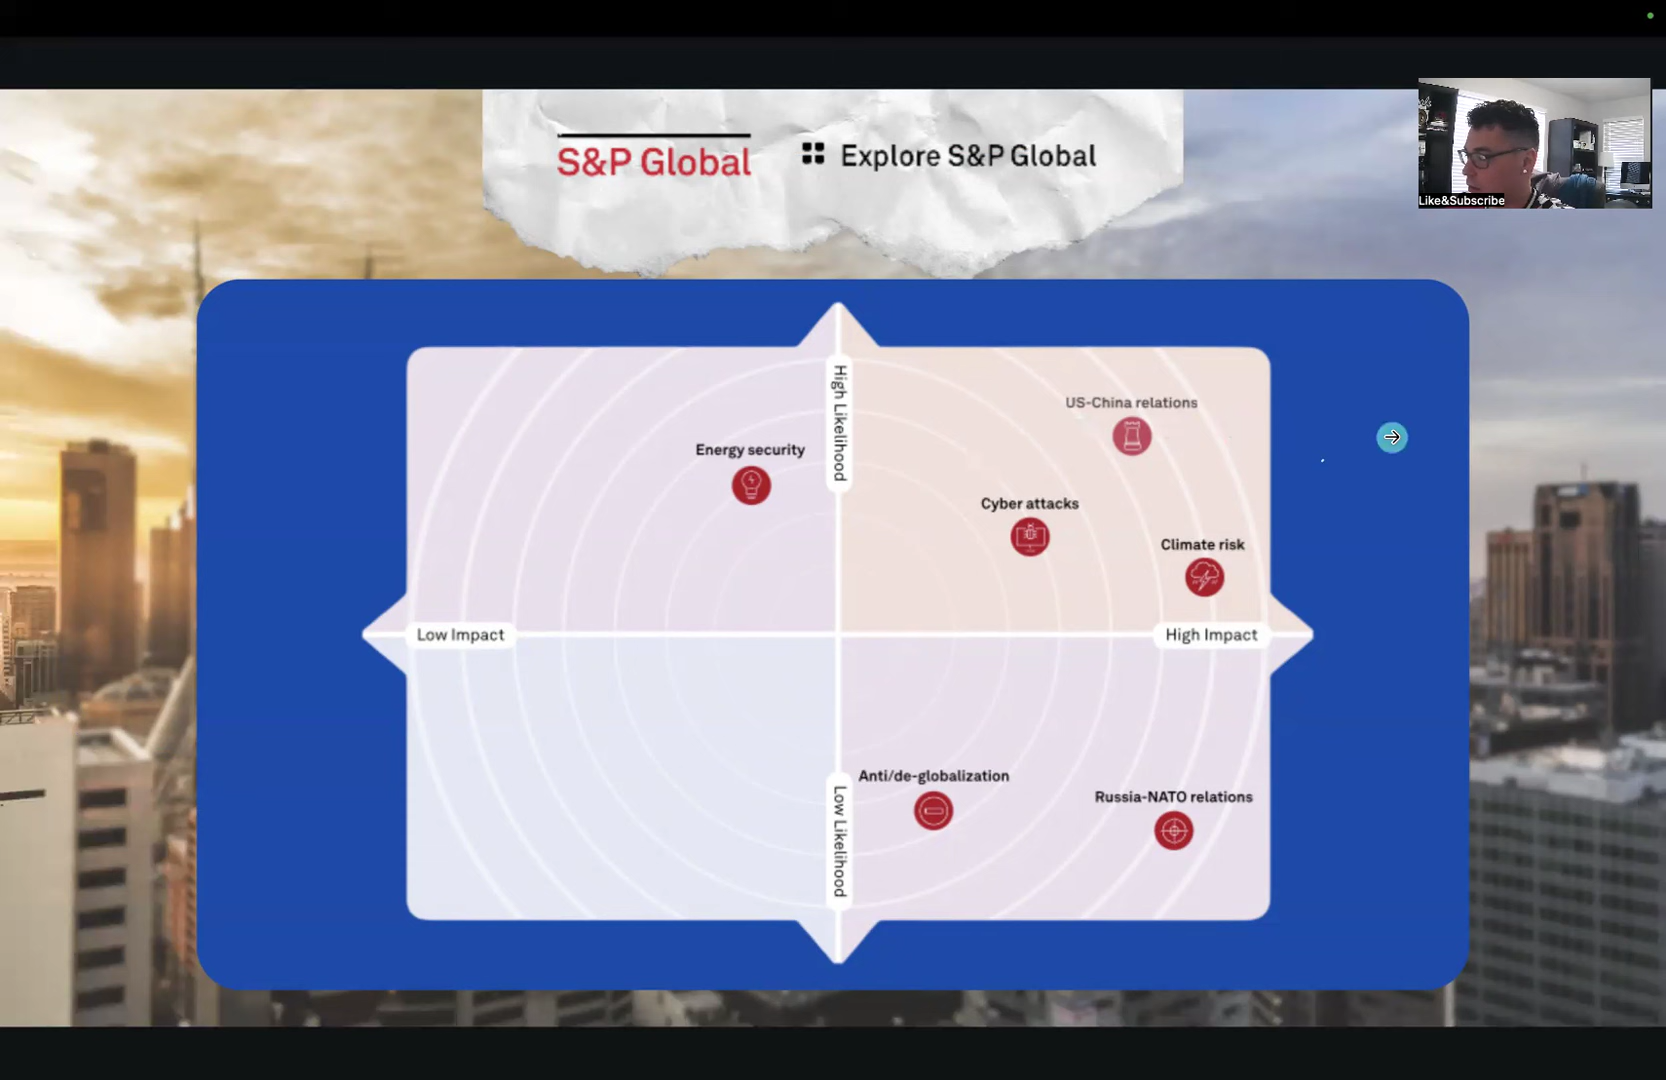 S&P Global
Explore S&P Global
Like&Subscribe
High Likelihood
US-China relations
Energy security
Cyber attacks
Climate risk
Low Impact
High Impact
Anti/de-globalization
Low Likelihood
Russia-NATO relations